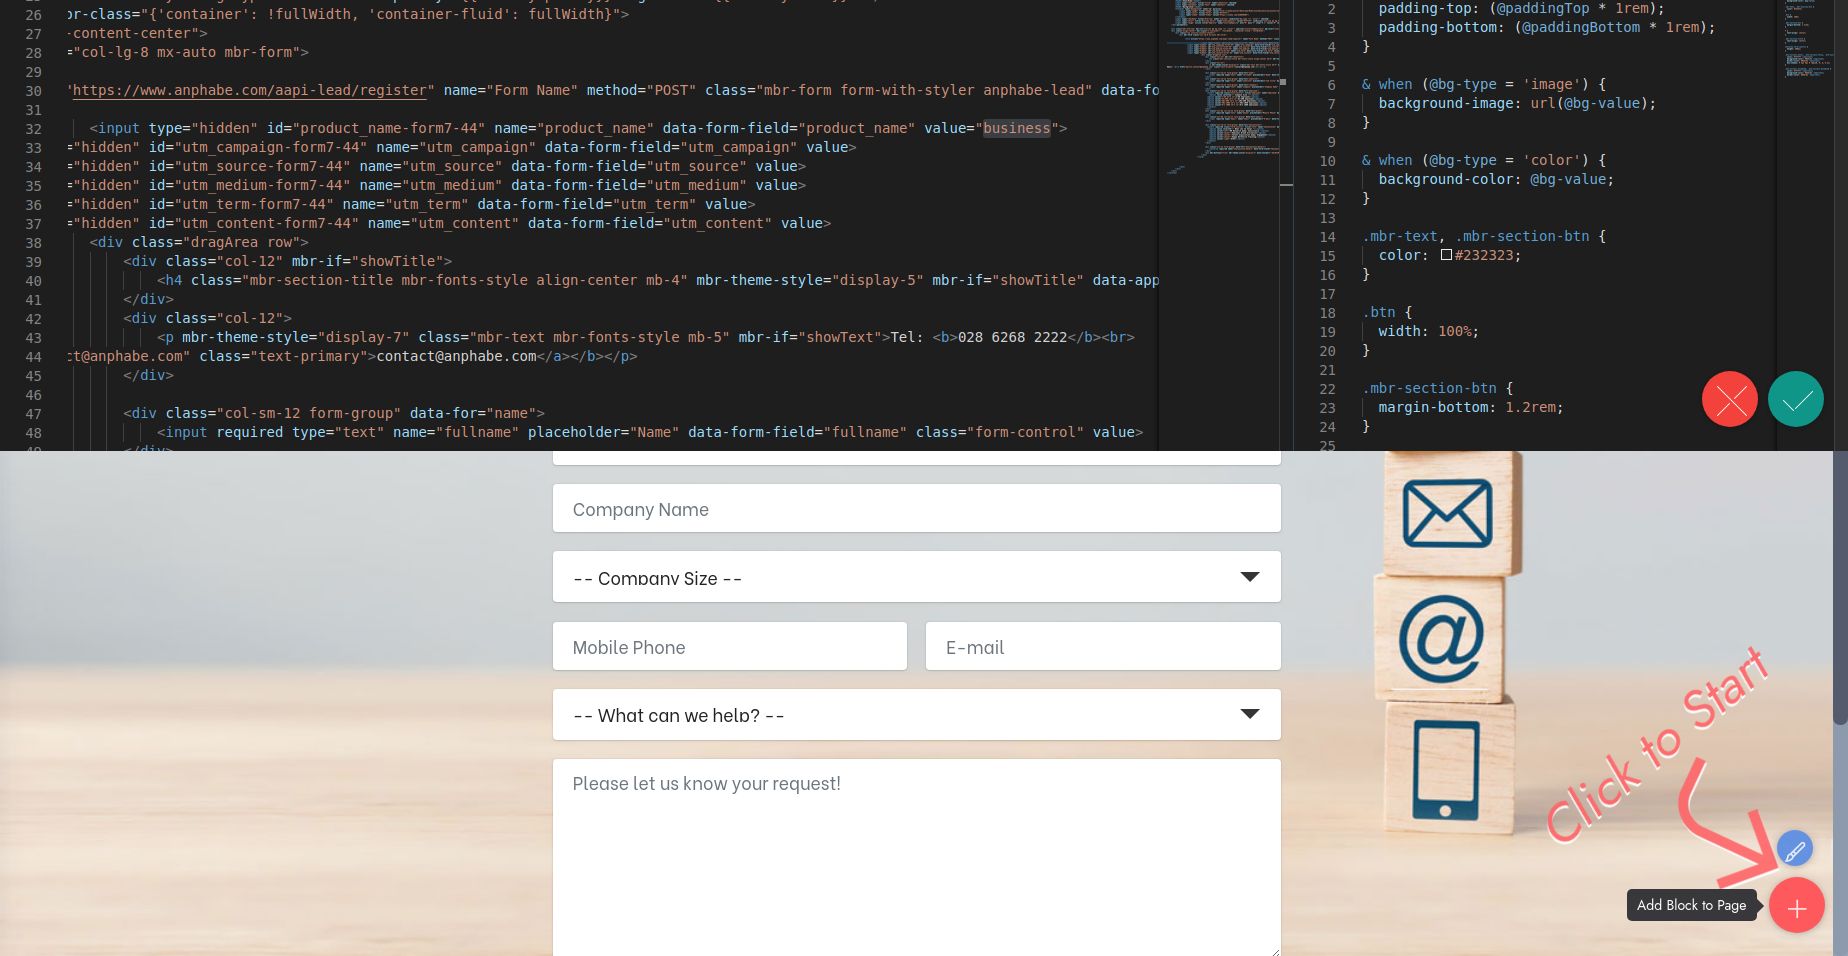 26 or-class="{'container': !fullWidth, 'container-fluid': fullWidth}">
27 -content-center">
28 ="col-lg-8 mx-auto mbr-form">
29
30 'https://www.anphabe.com/aapi-lead/register" name="Form Name" method="POST" class="mbr-form form-with-styler anphabe-lead" data-fo
31
32 <input type="hidden" id="product_name-form7-44" name="product_name" data-form-field="product_name" value="business">
33 ="hidden" id="utm_campaign-form7-44" name="utm_campaign" data-form-field="utm_campaign" value>
34 ="hidden" id="utm_source-form7-44" name="utm_source" data-form-field="utm_source" value>
35 ="hidden" id="utm_medium-form7-44" name="utm_medium" data-form-field="utm_medium" value>
36 ="hidden" id="utm_term-form7-44" name="utm_term" data-form-field="utm_term" value>
37 ="hidden" id="utm_content-form7-44" name="utm_content" data-form-field="utm_content" value>
38 <div class="dragArea row">
39 <div class="col-12" mbr-if="showTitle">
40 <h4 class="mbr-section-title mbr-fonts-style align-center mb-4" mbr-theme-style="display-5" mbr-if="showTitle" data-app
41 </div>
42 <div class="col-12">
43 <p mbr-theme-style="display-7" class="mbr-text mbr-fonts-style mb-5" mbr-if="showText">Tel: <b>028 6268 2222</b><br>
44 ct@anphabe.com" class="text-primary">contact@anphabe.com</a></b></p>
45 </div>
46
47 <div class="col-sm-12 form-group" data-for="name">
48 <input required type="text" name="fullname" placeholder="Name" data-form-field="fullname" class="form-control" value>
2 padding-top: (@paddingTop * 1rem);
3 padding-bottom: (@paddingBottom * 1rem);
4 }
5
6 & when (@bg-type = 'image') {
7 background-image: url(@bg-value);
8 }
9
10 & when (@bg-type = 'color') {
11 background-color: @bg-value;
12 }
13
14 .mbr-text, .mbr-section-btn {
15 color: #232323;
16 }
17
18 .btn {
19 width: 100%;
20 }
21
22 .mbr-section-btn {
23 margin-bottom: 1.2rem;
24 }
25
Company Name
-- Company Size --
Mobile Phone
E-mail
-- What can we help? --
Please let us know your request!
@
Click to Start
Add Block to Page